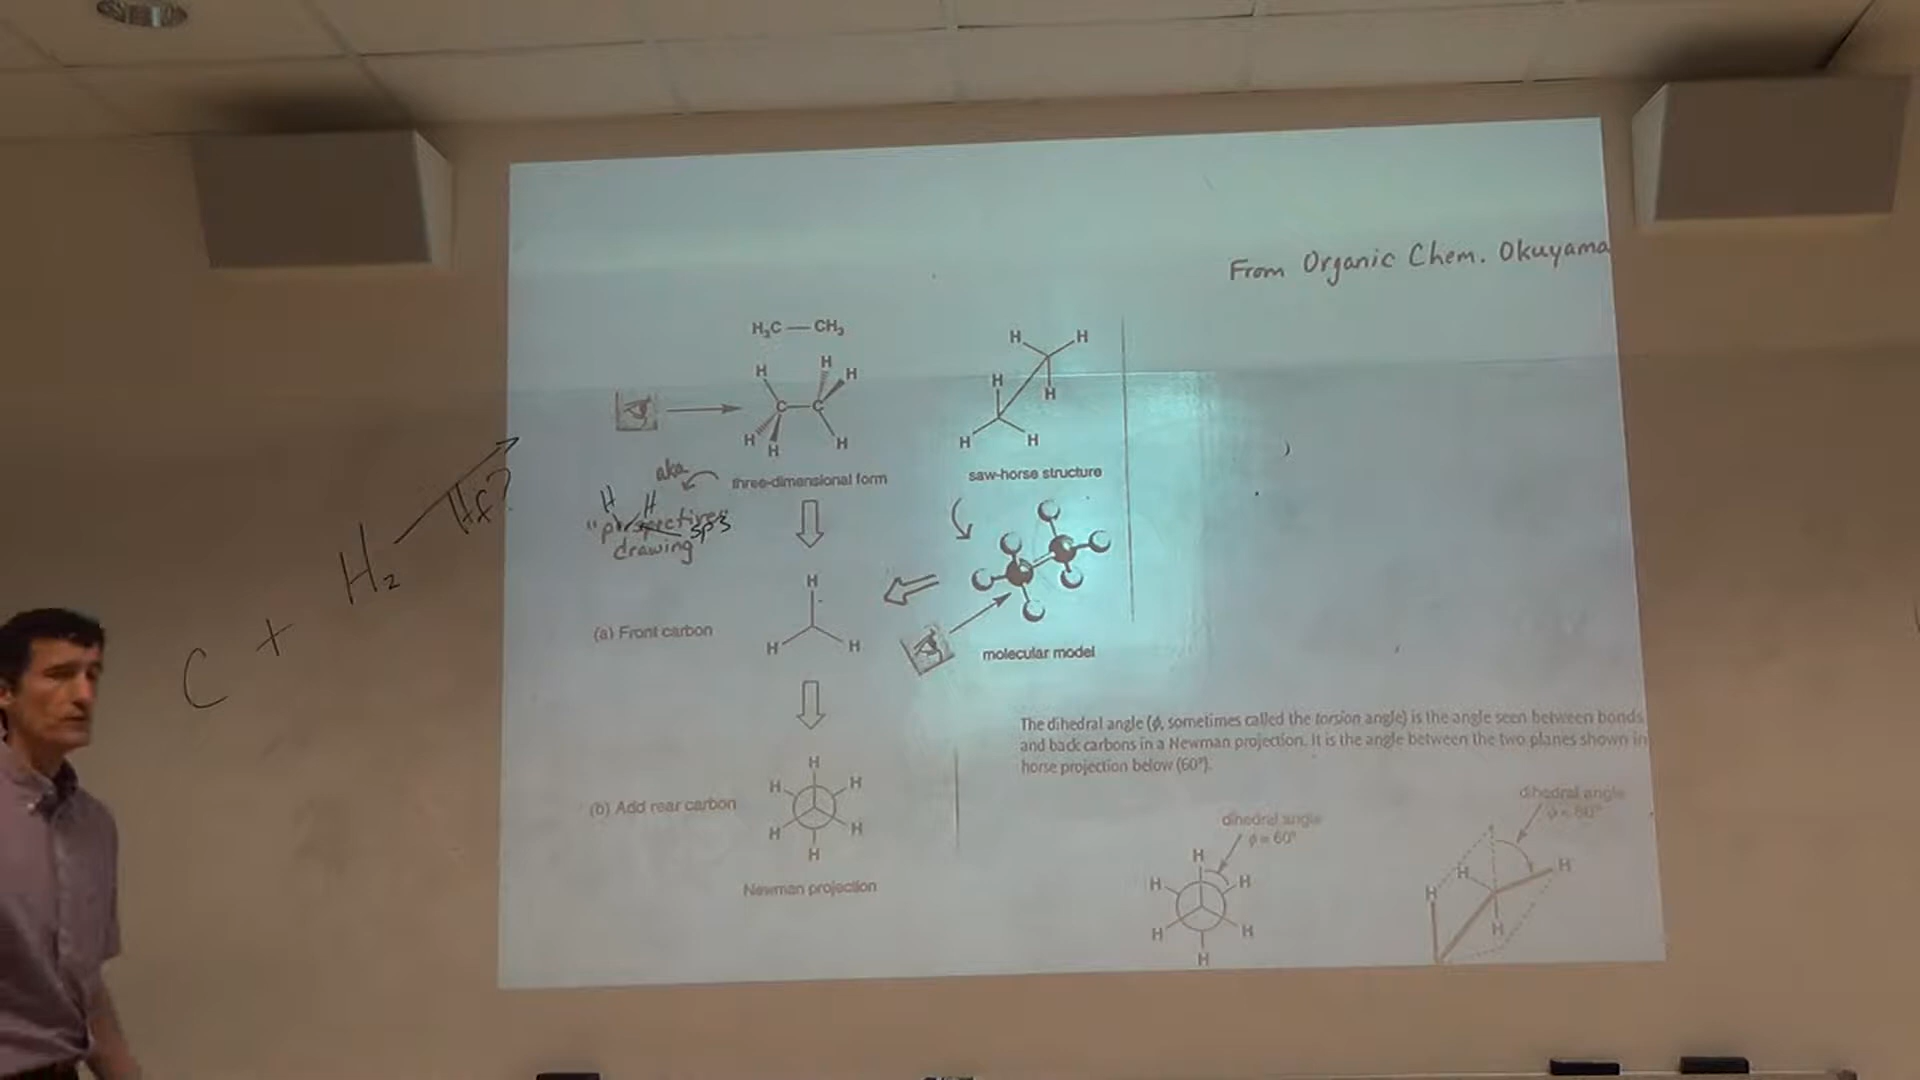 From Organic Chem. Okuyama
H₃C — CH₃
H
H
H
C — C
H
H
H
H H
H
H
H
H
three-dimensional form
saw-horse structure
aka
"perspective"
drawing
H H
sp3
C + H₂
Hf?
H
(a) Front carbon
H
H
molecular model
The dihedral angle (ϕ, sometimes called the torsion angle) is the angle seen between bonds
and back carbons in a Newman projection. It is the angle between the two planes shown in
horse projection below (60°).
H
H
H
(b) Add rear carbon
H
H
H
Newman projection
dihedral angle
ϕ = 60°
H
H
H
H
H
H
dihedral angle
ϕ = 60°
H
H
H
H